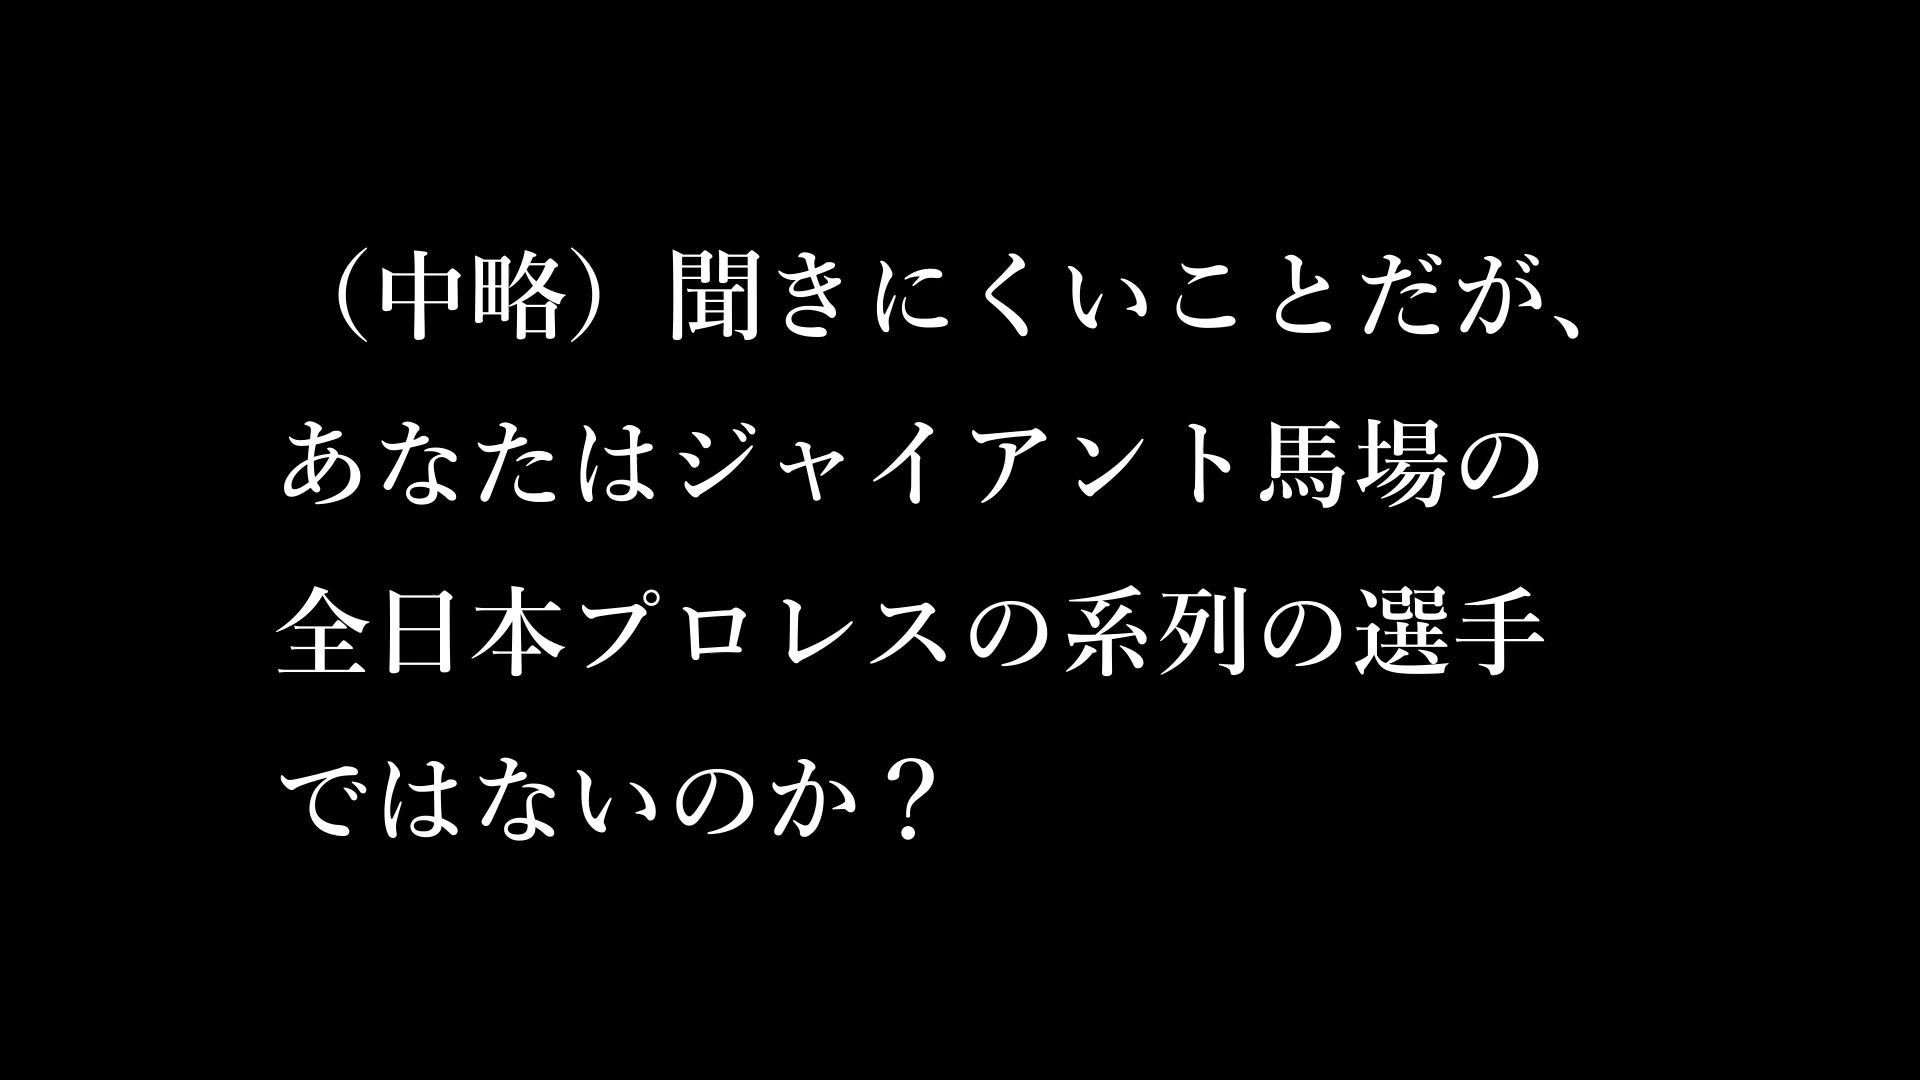 （中略）聞きにくいことだが、
あなたはジャイアント馬場の
全日本プロレスの系列の選手
ではないのか？